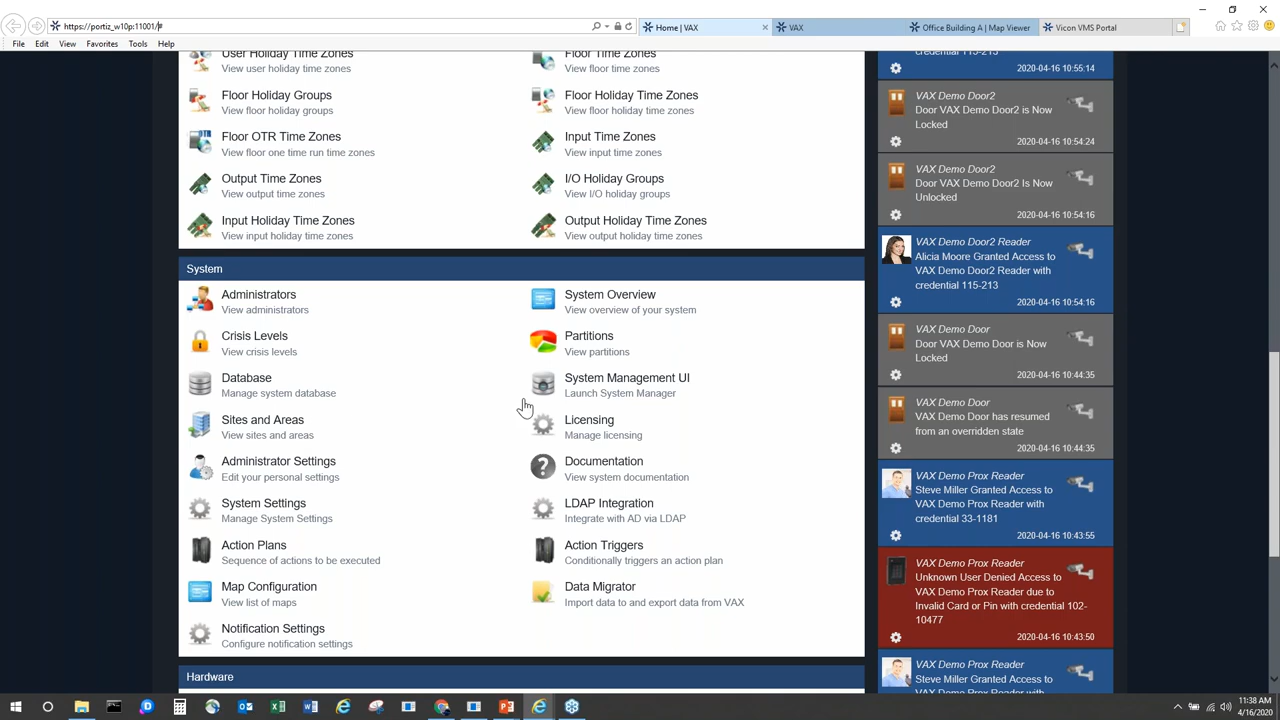 https://portiz_w10p:11001/#
Home | VAX
VAX
Office Building A | Map Viewer
Vicon VMS Portal
File Edit View Favorites Tools Help
User Holiday Time Zones
View user holiday time zones
Floor Time Zones
View floor time zones
Floor Holiday Groups
View floor holiday groups
Floor Holiday Time Zones
View floor holiday time zones
Floor OTR Time Zones
View floor one time run time zones
Input Time Zones
View input time zones
Output Time Zones
View output time zones
I/O Holiday Groups
View I/O holiday groups
Input Holiday Time Zones
View input holiday time zones
Output Holiday Time Zones
View output holiday time zones
System
Administrators
View administrators
System Overview
View overview of your system
Crisis Levels
View crisis levels
Partitions
View partitions
Database
Manage system database
System Management UI
Launch System Manager
Sites and Areas
View sites and areas
Licensing
Manage licensing
Administrator Settings
Edit your personal settings
Documentation
View system documentation
System Settings
Manage System Settings
LDAP Integration
Integrate with AD via LDAP
Action Plans
Sequence of actions to be executed
Action Triggers
Conditionally triggers an action plan
Map Configuration
View list of maps
Data Migrator
Import data to and export data from VAX
Notification Settings
Configure notification settings
Hardware
credential 115-213
2020-04-16 10:55:14
VAX Demo Door2
Door VAX Demo Door2 is Now
Locked
2020-04-16 10:54:24
VAX Demo Door2
Door VAX Demo Door2 Is Now
Unlocked
2020-04-16 10:54:16
VAX Demo Door2 Reader
Alicia Moore Granted Access to
VAX Demo Door2 Reader with
credential 115-213
2020-04-16 10:54:16
VAX Demo Door
Door VAX Demo Door is Now
Locked
2020-04-16 10:44:35
VAX Demo Door
VAX Demo Door has resumed
from an overridden state
2020-04-16 10:44:35
VAX Demo Prox Reader
Steve Miller Granted Access to
VAX Demo Prox Reader with
credential 33-1181
2020-04-16 10:43:55
VAX Demo Prox Reader
Unknown User Denied Access to
VAX Demo Prox Reader due to
Invalid Card or Pin with credential 102-
10477
2020-04-16 10:43:50
VAX Demo Prox Reader
Steve Miller Granted Access to
VAX Demo Prox Reader with
11:38 AM
4/16/2020